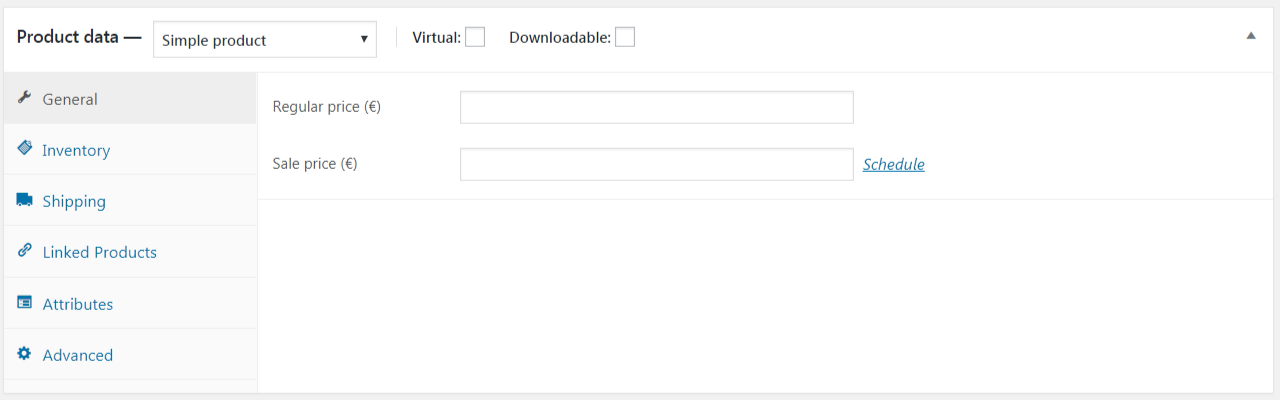 Product data — Simple product Virtual: Downloadable:
General
Regular price (€)
Inventory
Sale price (€) Schedule
Shipping
Linked Products
Attributes
Advanced